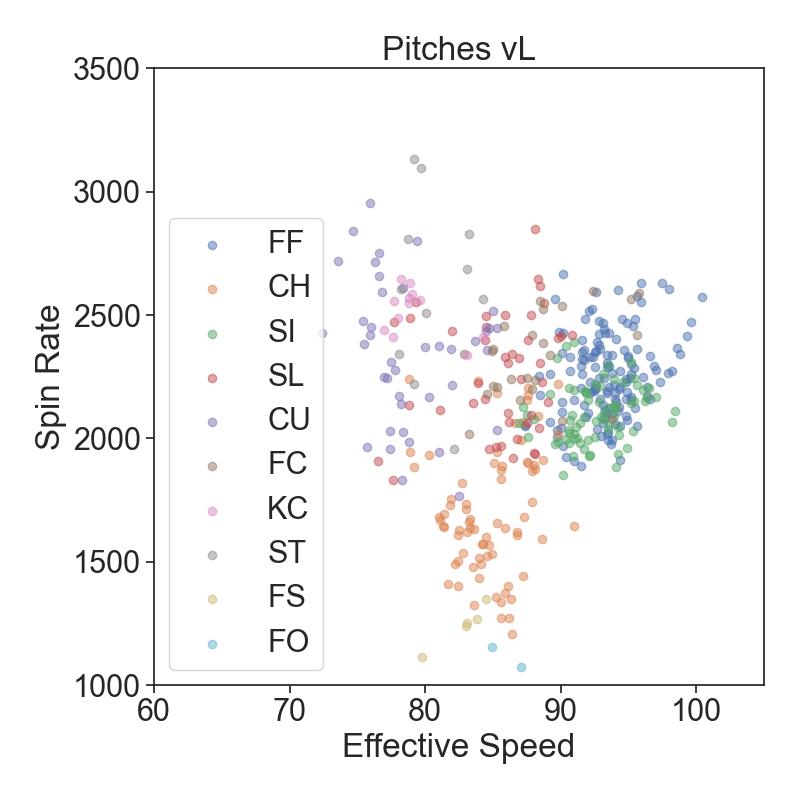 Pitches vL
3500
3000
2500
2000
1500
1000
Spin Rate
FF
CH
SI
SL
CU
FC
KC
ST
FS
FO
60 70 80 90 100
Effective Speed